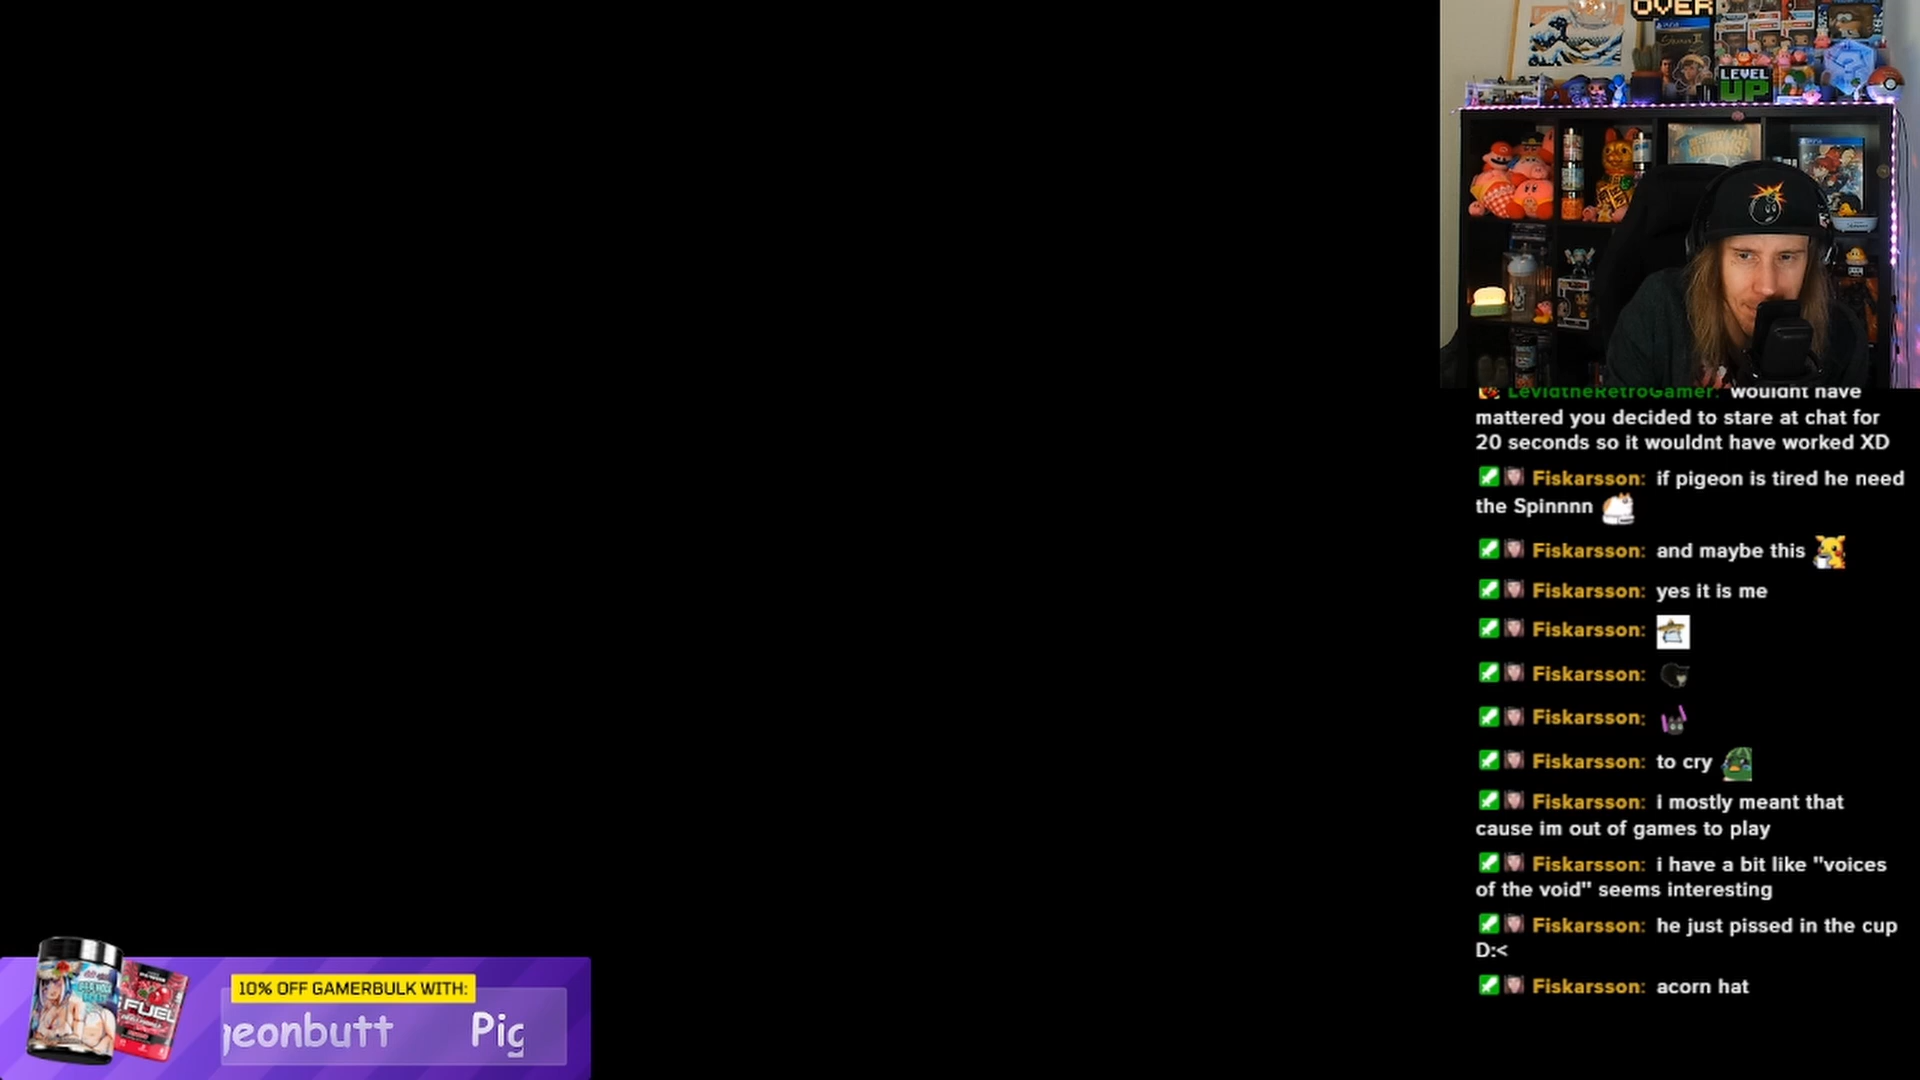 OVER
LEVEL
UP
LevidtheRetroGamer: wouldnt have
mattered you decided to stare at chat for
20 seconds so it wouldnt have worked XD
Fiskarsson: if pigeon is tired he need
the Spinnnn
Fiskarsson: and maybe this
Fiskarsson: yes it is me
Fiskarsson:
Fiskarsson:
Fiskarsson:
Fiskarsson: to cry
Fiskarsson: i mostly meant that
cause im out of games to play
Fiskarsson: i have a bit like "voices
of the void" seems interesting
Fiskarsson: he just pissed in the cup
D:<
Fiskarsson: acorn hat
10% OFF GAMERBULK WITH:
geonbutt Pig
FUEL